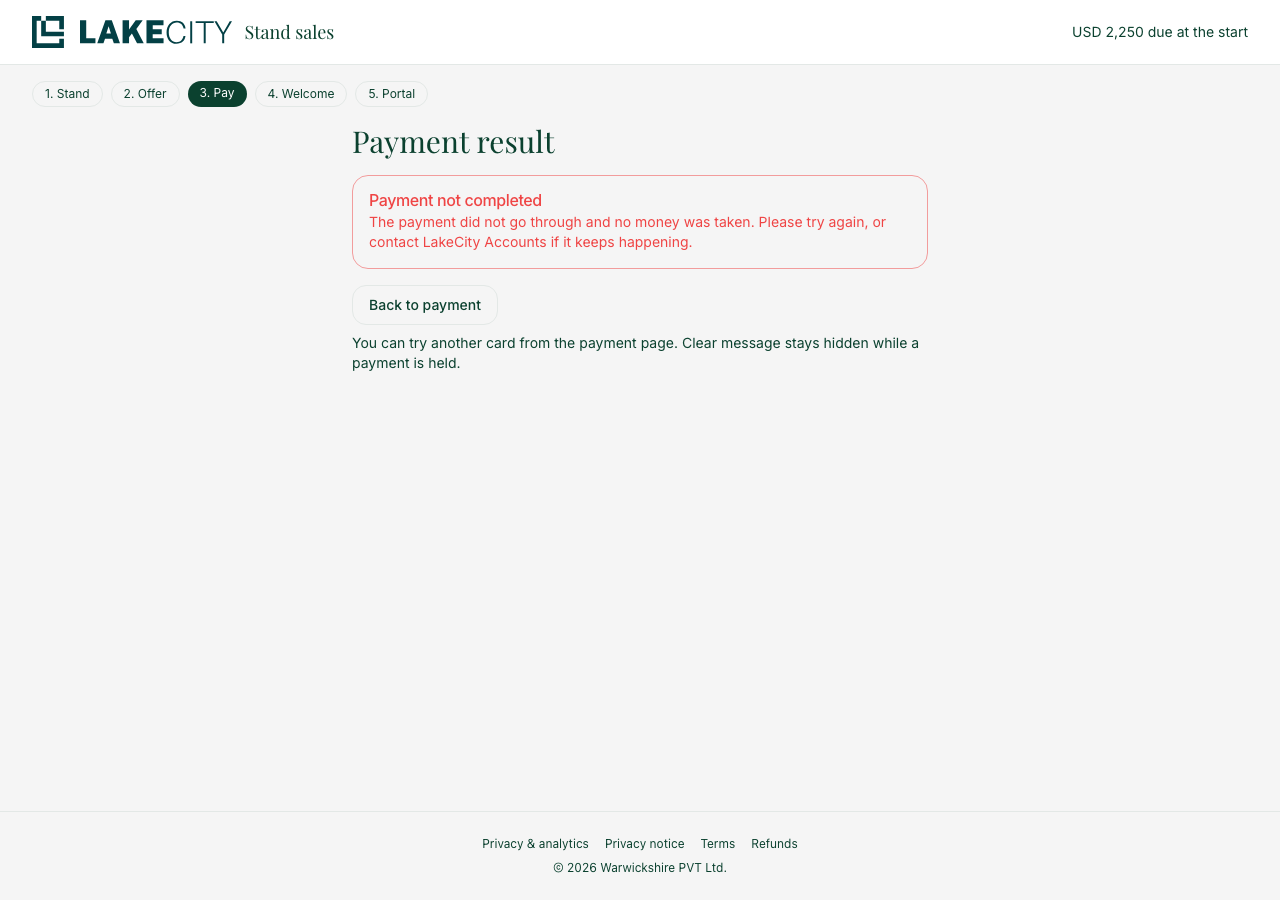 LAKECITY Stand sales
USD 2,250 due at the start
1. Stand
2. Offer
3. Pay
4. Welcome
5. Portal
Payment result
Payment not completed
The payment did not go through and no money was taken. Please try again, or
contact LakeCity Accounts if it keeps happening.
Back to payment
You can try another card from the payment page. Clear message stays hidden while a
payment is held.
Privacy & analytics
Privacy notice
Terms
Refunds
© 2026 Warwickshire PVT Ltd.